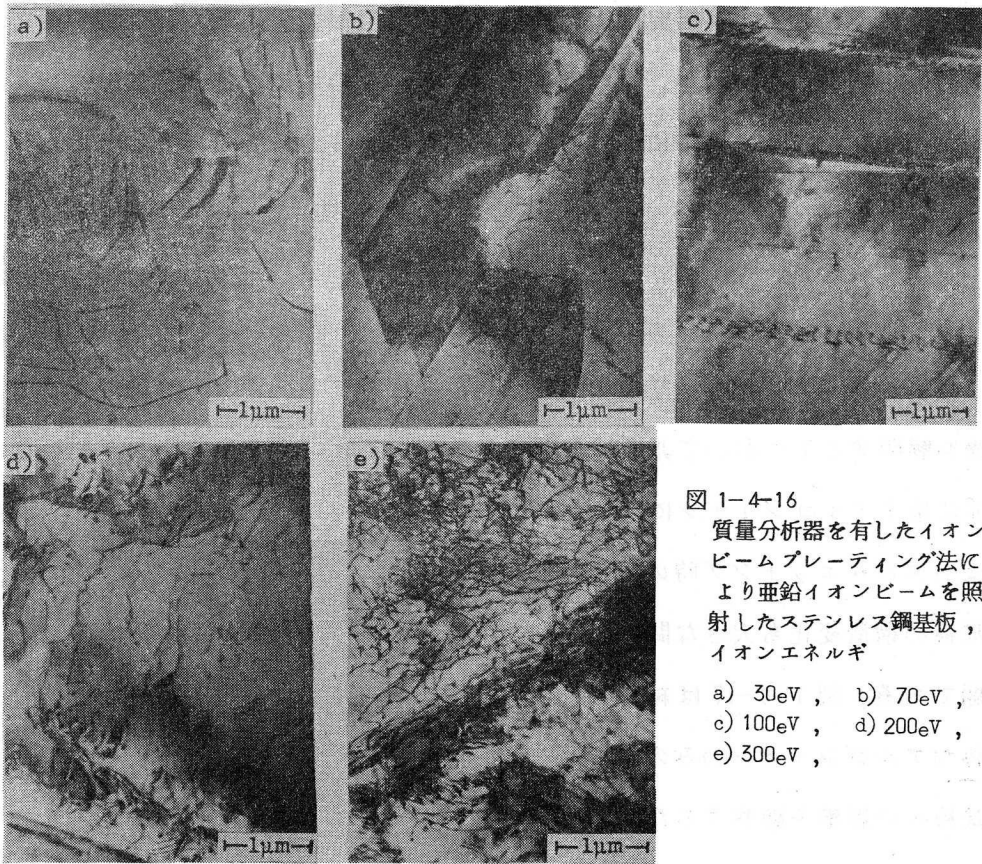 a)
b)
c)
⊢1μm⊣
⊢1μm⊣
⊢1μm⊣
d)
e)
⊢1μm⊣
⊢1μm⊣
図 1-4-16
質量分析器を有したイオン
ビームプレーティング法に
より亜鉛イオンビームを照
射したステンレス鋼基板,
イオンエネルギ
a) 30eV , b) 70eV ,
c) 100eV , d) 200eV ,
e) 300eV ,